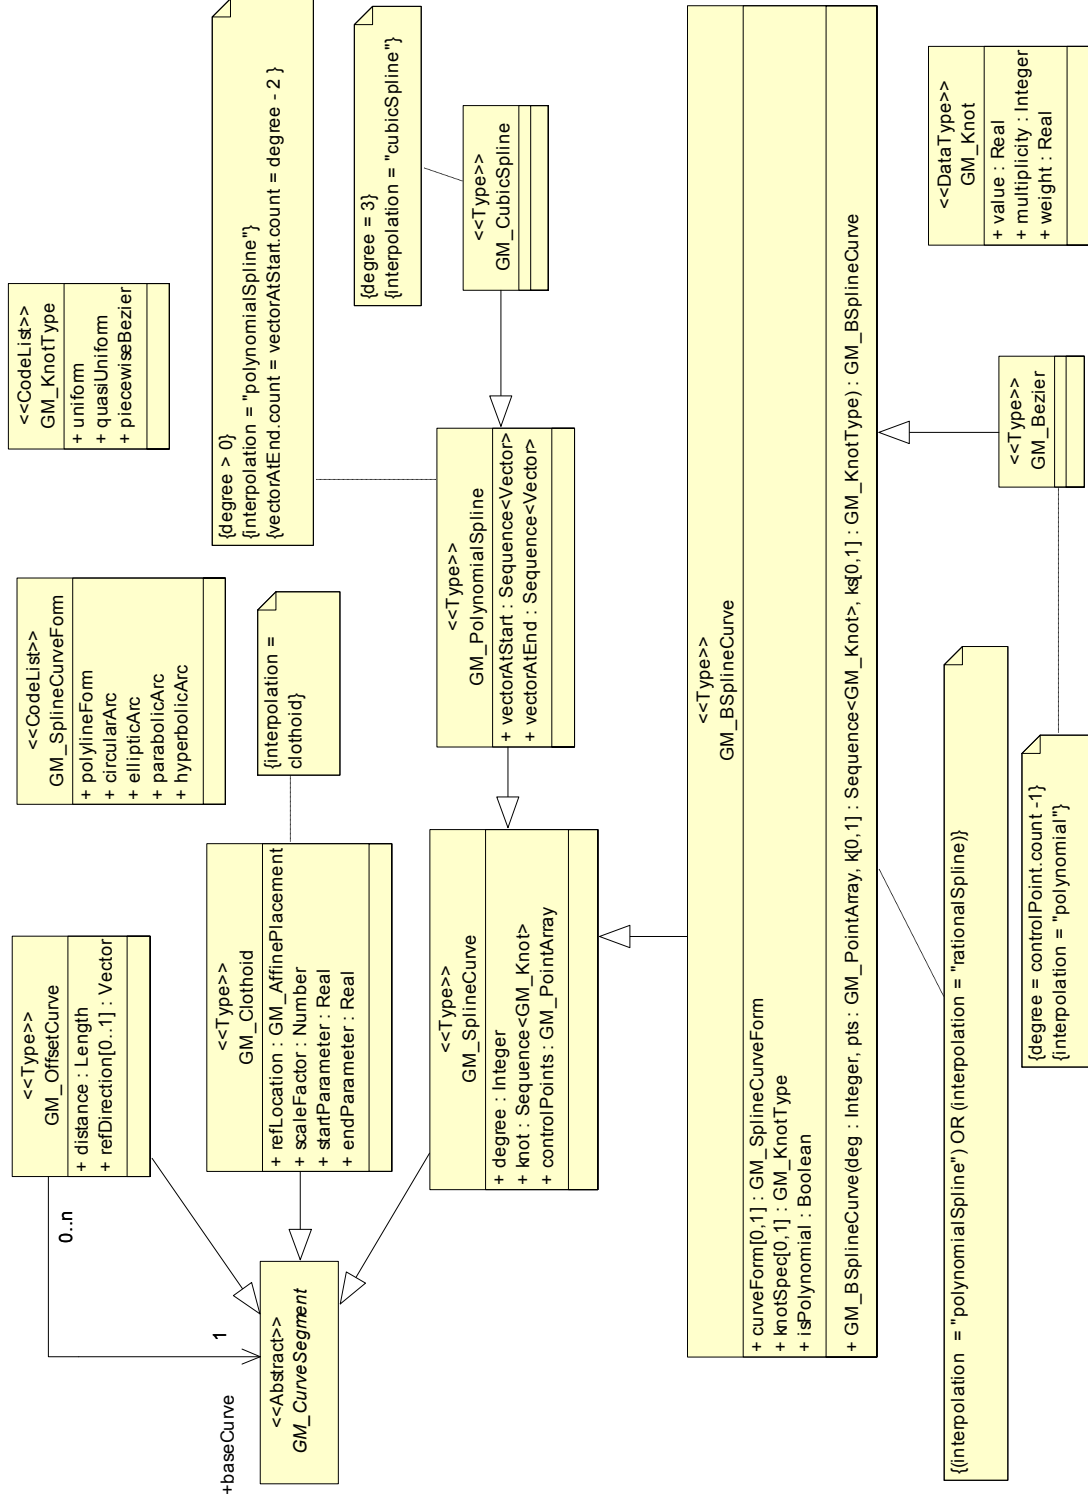 <<Type>>
GM_OffsetCurve
+ distance : Length
+ refDirection[0..1] : Vector
<<CodeList>>
GM_SplineCurveForm
+ polylineForm
+ circularArc
+ ellipticArc
+ parabolicArc
+ hyperbolicArc
<<CodeList>>
GM_KnotType
+ uniform
+ quasiUniform
+ piecewiseBezier
0..n
1
+baseCurve
<<Abstract>>
GM_CurveSegment
<<Type>>
GM_Clothoid
+ refLocation : GM_AffinePlacement
+ scaleFactor : Number
+ startParameter : Real
+ endParameter : Real
{interpolation =
clothoid}
{degree > 0}
{interpolation = "polynomialSpline"}
{vectorAtEnd.count = vectorAtStart.count = degree - 2 }
<<Type>>
GM_SplineCurve
+ degree : Integer
+ knot : Sequence<GM_Knot>
+ controlPoints : GM_PointArray
<<Type>>
GM_PolynomialSpline
+ vectorAtStart : Sequence<Vector>
+ vectorAtEnd : Sequence<Vector>
{degree = 3}
{interpolation = "cubicSpline"}
<<Type>>
GM_CubicSpline
<<Type>>
GM_BSplineCurve
+ curveForm[0,1] : GM_SplineCurveForm
+ knotSpec[0,1] : GM_KnotType
+ isPolynomial : Boolean
+ GM_BSplineCurve(deg : Integer, pts : GM_PointArray, k[0,1] : Sequence<GM_Knot>, ks[0,1] : GM_KnotType) : GM_BSplineCurve
{(interpolation = "polynomialSpline") OR (interpolation = "rationalSpline)}
{degree = controlPoint.count -1}
{interpolation = "polynomial"}
<<Type>>
GM_Bezier
<<DataType>>
GM_Knot
+ value : Real
+ multiplicity : Integer
+ weight : Real